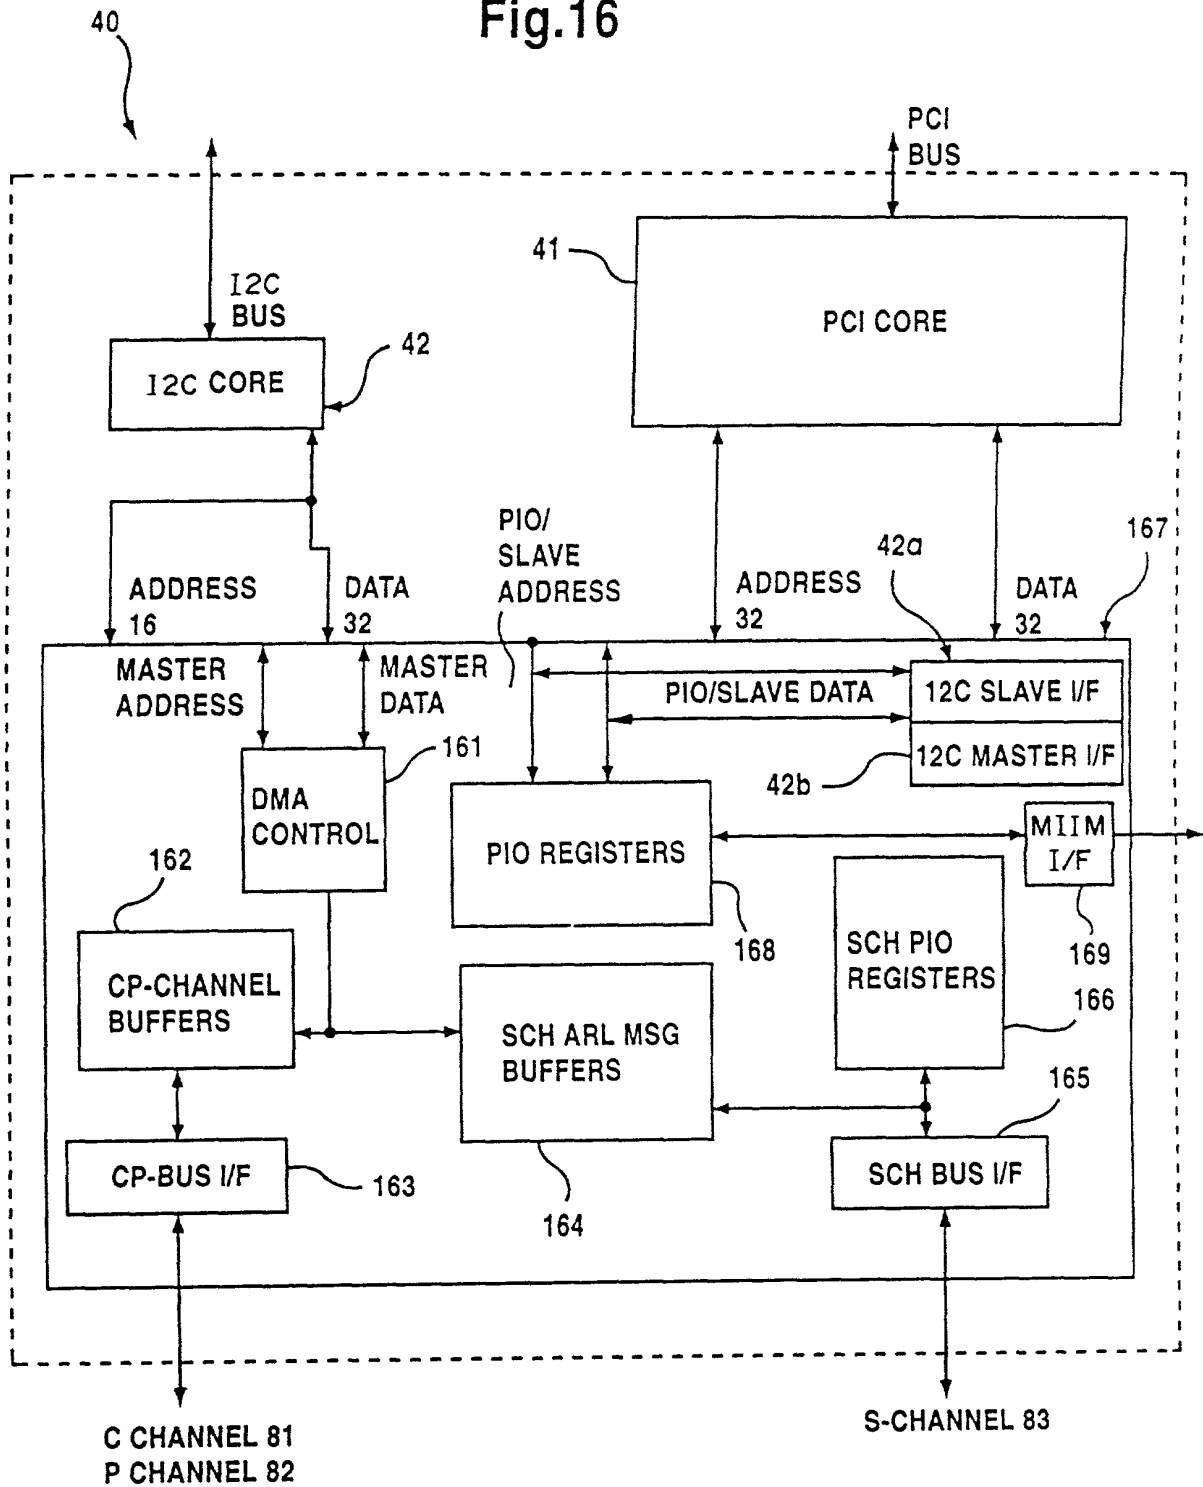 Fig.16
40
PCI
BUS
41
PCI CORE
I2C
BUS
42
I2C CORE
PIO/
SLAVE
ADDRESS
ADDRESS
16
DATA
32
ADDRESS
32
42a
DATA
32
167
MASTER
ADDRESS
MASTER
DATA
PIO/SLAVE DATA
12C SLAVE I/F
12C MASTER I/F
42b
161
DMA
CONTROL
PIO REGISTERS
168
MIIM
I/F
169
162
CP-CHANNEL
BUFFERS
SCH ARL MSG
BUFFERS
SCH PIO
REGISTERS
166
165
CP-BUS I/F
163
164
SCH BUS I/F
C CHANNEL 81
P CHANNEL 82
S-CHANNEL 83